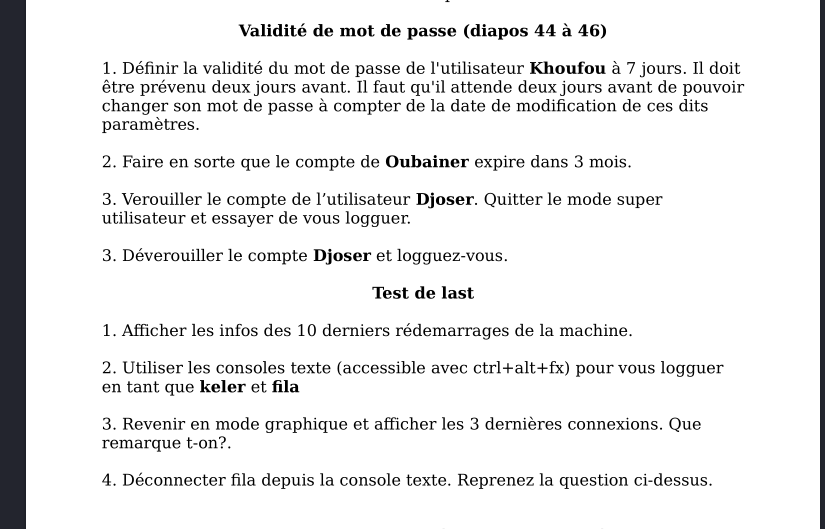 Validité de mot de passe (diapos 44 à 46)
1. Définir la validité du mot de passe de l'utilisateur Khoufou à 7 jours. Il doit
être prévenu deux jours avant. Il faut qu'il attende deux jours avant de pouvoir
changer son mot de passe à compter de la date de modification de ces dits
paramètres.
2. Faire en sorte que le compte de Oubainer expire dans 3 mois.
3. Verouiller le compte de l’utilisateur Djoser. Quitter le mode super
utilisateur et essayer de vous logguer.
3. Déverouiller le compte Djoser et logguez-vous.
Test de last
1. Afficher les infos des 10 derniers rédemarrages de la machine.
2. Utiliser les consoles texte (accessible avec ctrl+alt+fx) pour vous logguer
en tant que keler et fila
3. Revenir en mode graphique et afficher les 3 dernières connexions. Que
remarque t-on?.
4. Déconnecter fila depuis la console texte. Reprenez la question ci-dessus.